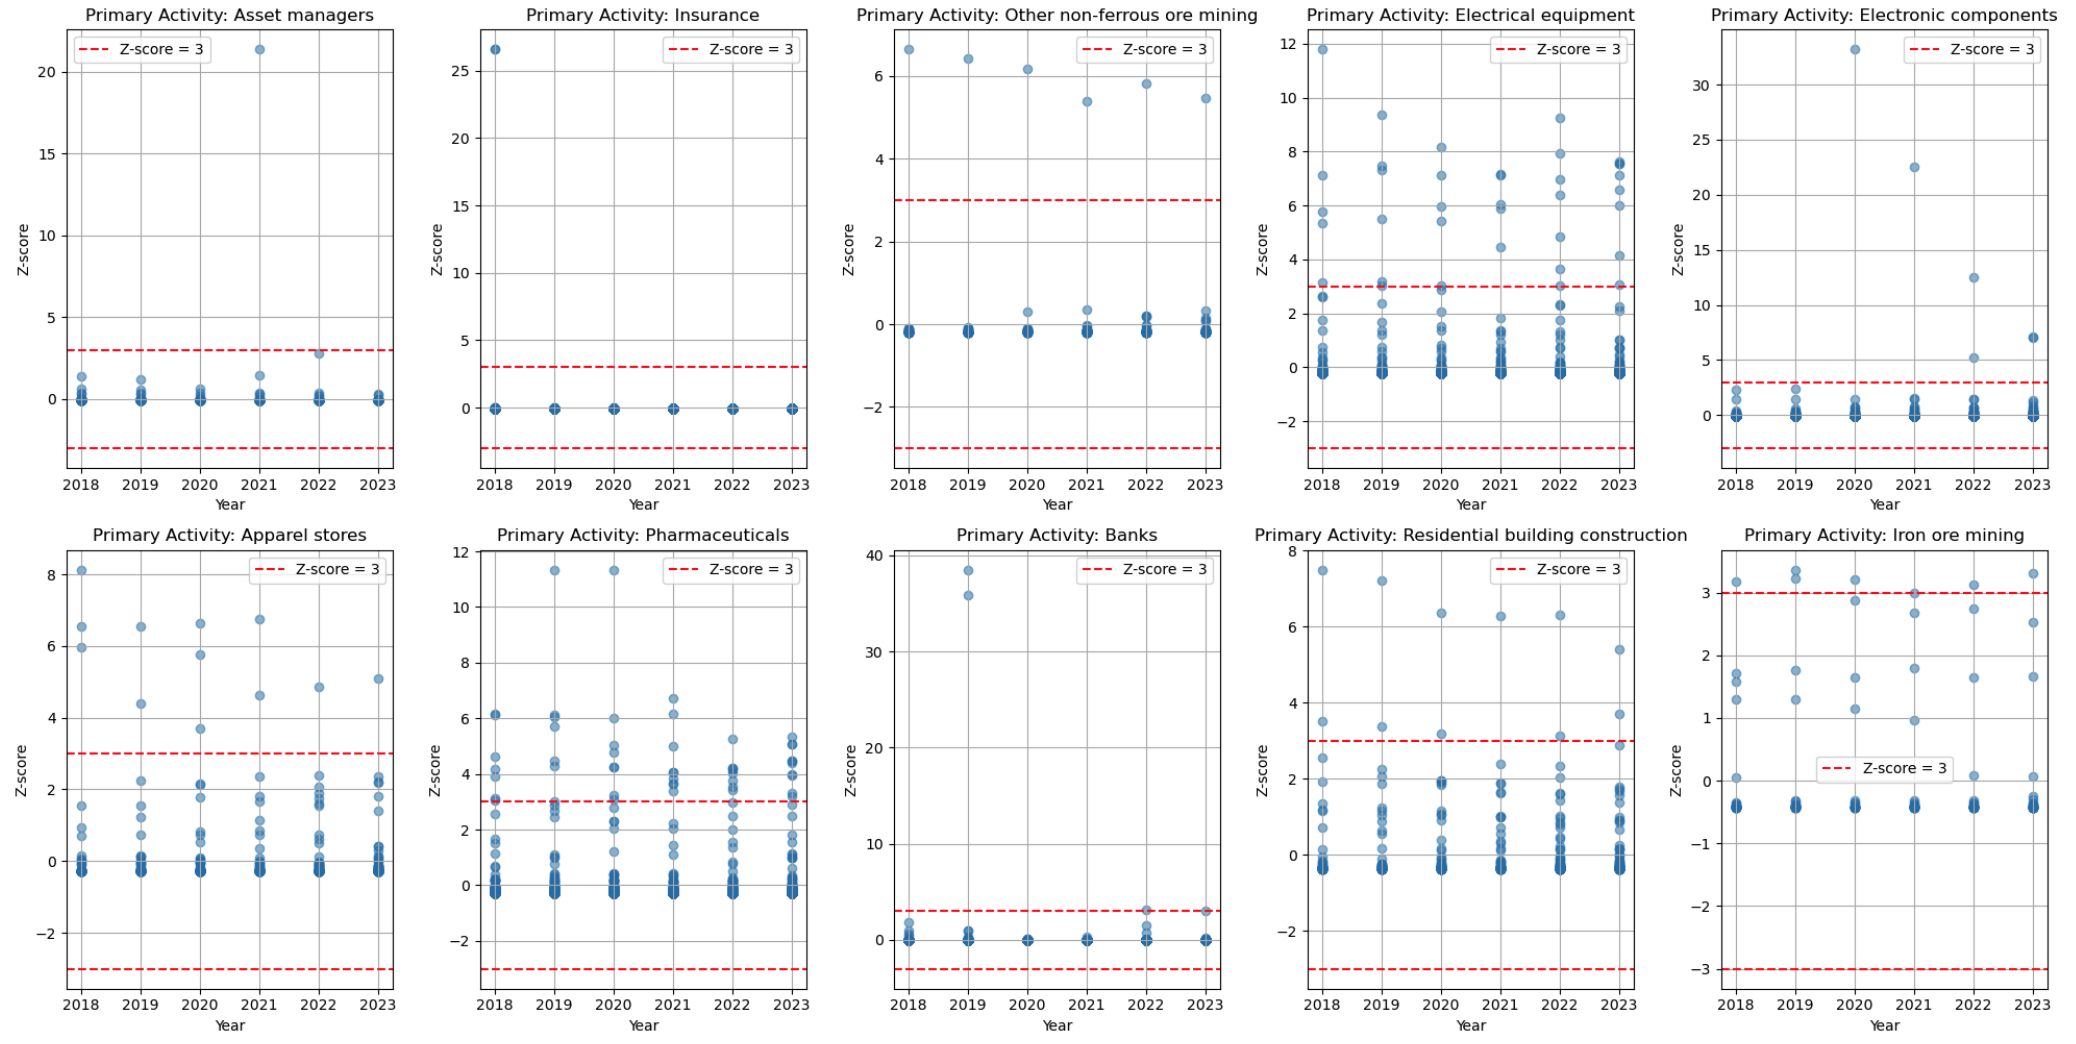 Primary Activity: Asset managers
Z-score = 3
Z-score
20
15
10
5
0
2018 2019 2020 2021 2022 2023
Year
Primary Activity: Insurance
Z-score = 3
Z-score
25
20
15
10
5
0
2018 2019 2020 2021 2022 2023
Year
Primary Activity: Other non-ferrous ore mining
Z-score = 3
Z-score
6
4
2
0
−2
2018 2019 2020 2021 2022 2023
Year
Primary Activity: Electrical equipment
Z-score = 3
Z-score
12
10
8
6
4
2
0
−2
2018 2019 2020 2021 2022 2023
Year
Primary Activity: Electronic components
Z-score = 3
Z-score
30
25
20
15
10
5
0
2018 2019 2020 2021 2022 2023
Year
Primary Activity: Apparel stores
Z-score = 3
Z-score
8
6
4
2
0
−2
2018 2019 2020 2021 2022 2023
Year
Primary Activity: Pharmaceuticals
Z-score = 3
Z-score
12
10
8
6
4
2
0
−2
2018 2019 2020 2021 2022 2023
Year
Primary Activity: Banks
Z-score = 3
Z-score
40
30
20
10
0
2018 2019 2020 2021 2022 2023
Year
Primary Activity: Residential building construction
Z-score = 3
Z-score
8
6
4
2
0
−2
2018 2019 2020 2021 2022 2023
Year
Primary Activity: Iron ore mining
Z-score = 3
Z-score
3
2
1
0
−1
−2
−3
2018 2019 2020 2021 2022 2023
Year